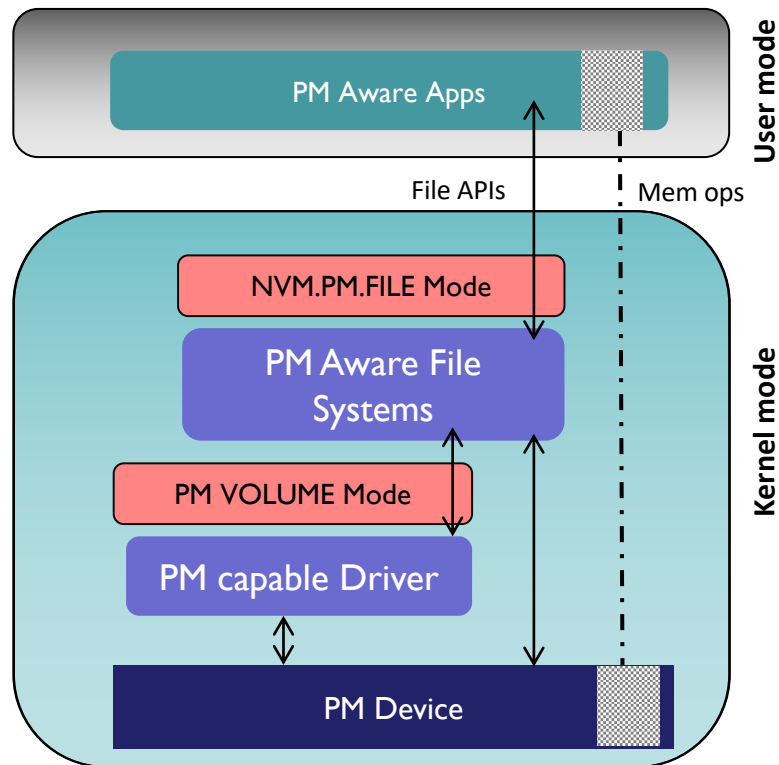 PM Aware Apps
User mode
File APIs
Mem ops
NVM.PM.FILE Mode
PM Aware File
Systems
Kernel mode
PM VOLUME Mode
PM capable Driver
PM Device